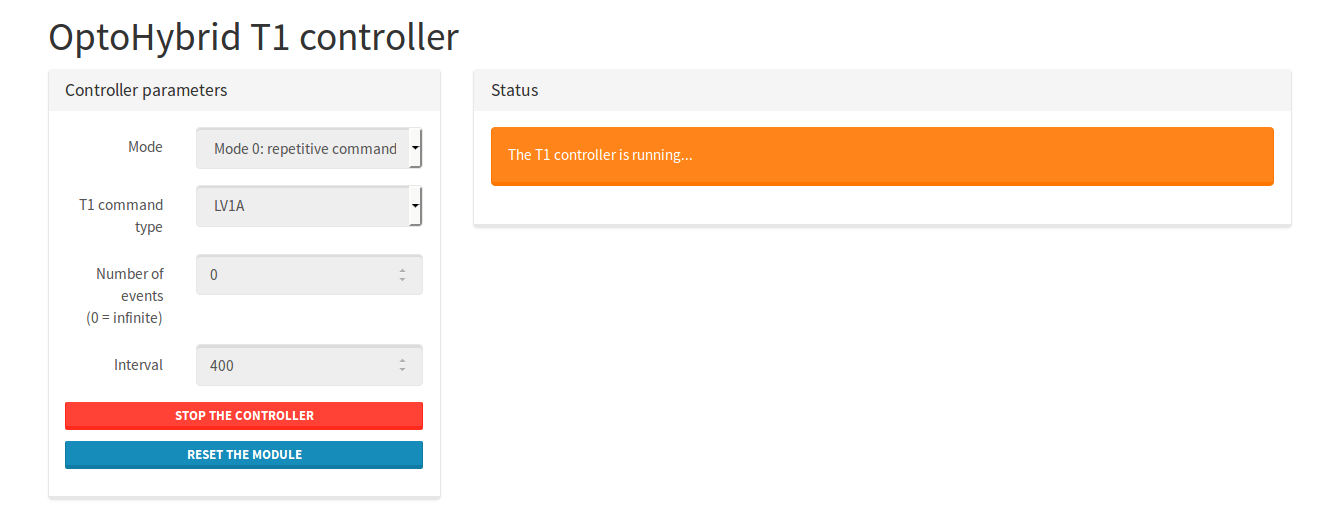 OptoHybrid T1 controller
Controller parameters
Mode
Mode 0: repetitive command
T1 command
type
LV1A
Number of
events
(0 = infinite)
0
Interval
400
STOP THE CONTROLLER
RESET THE MODULE
Status
The T1 controller is running...